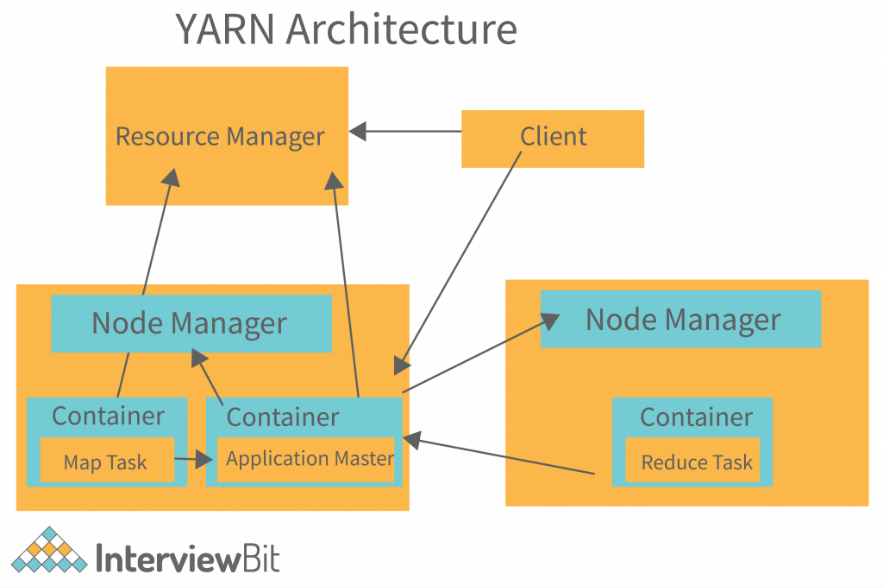 YARN Architecture
Resource Manager
Client
Node Manager
Node Manager
Container
Container
Container
Map Task
Application Master
Reduce Task
InterviewBit